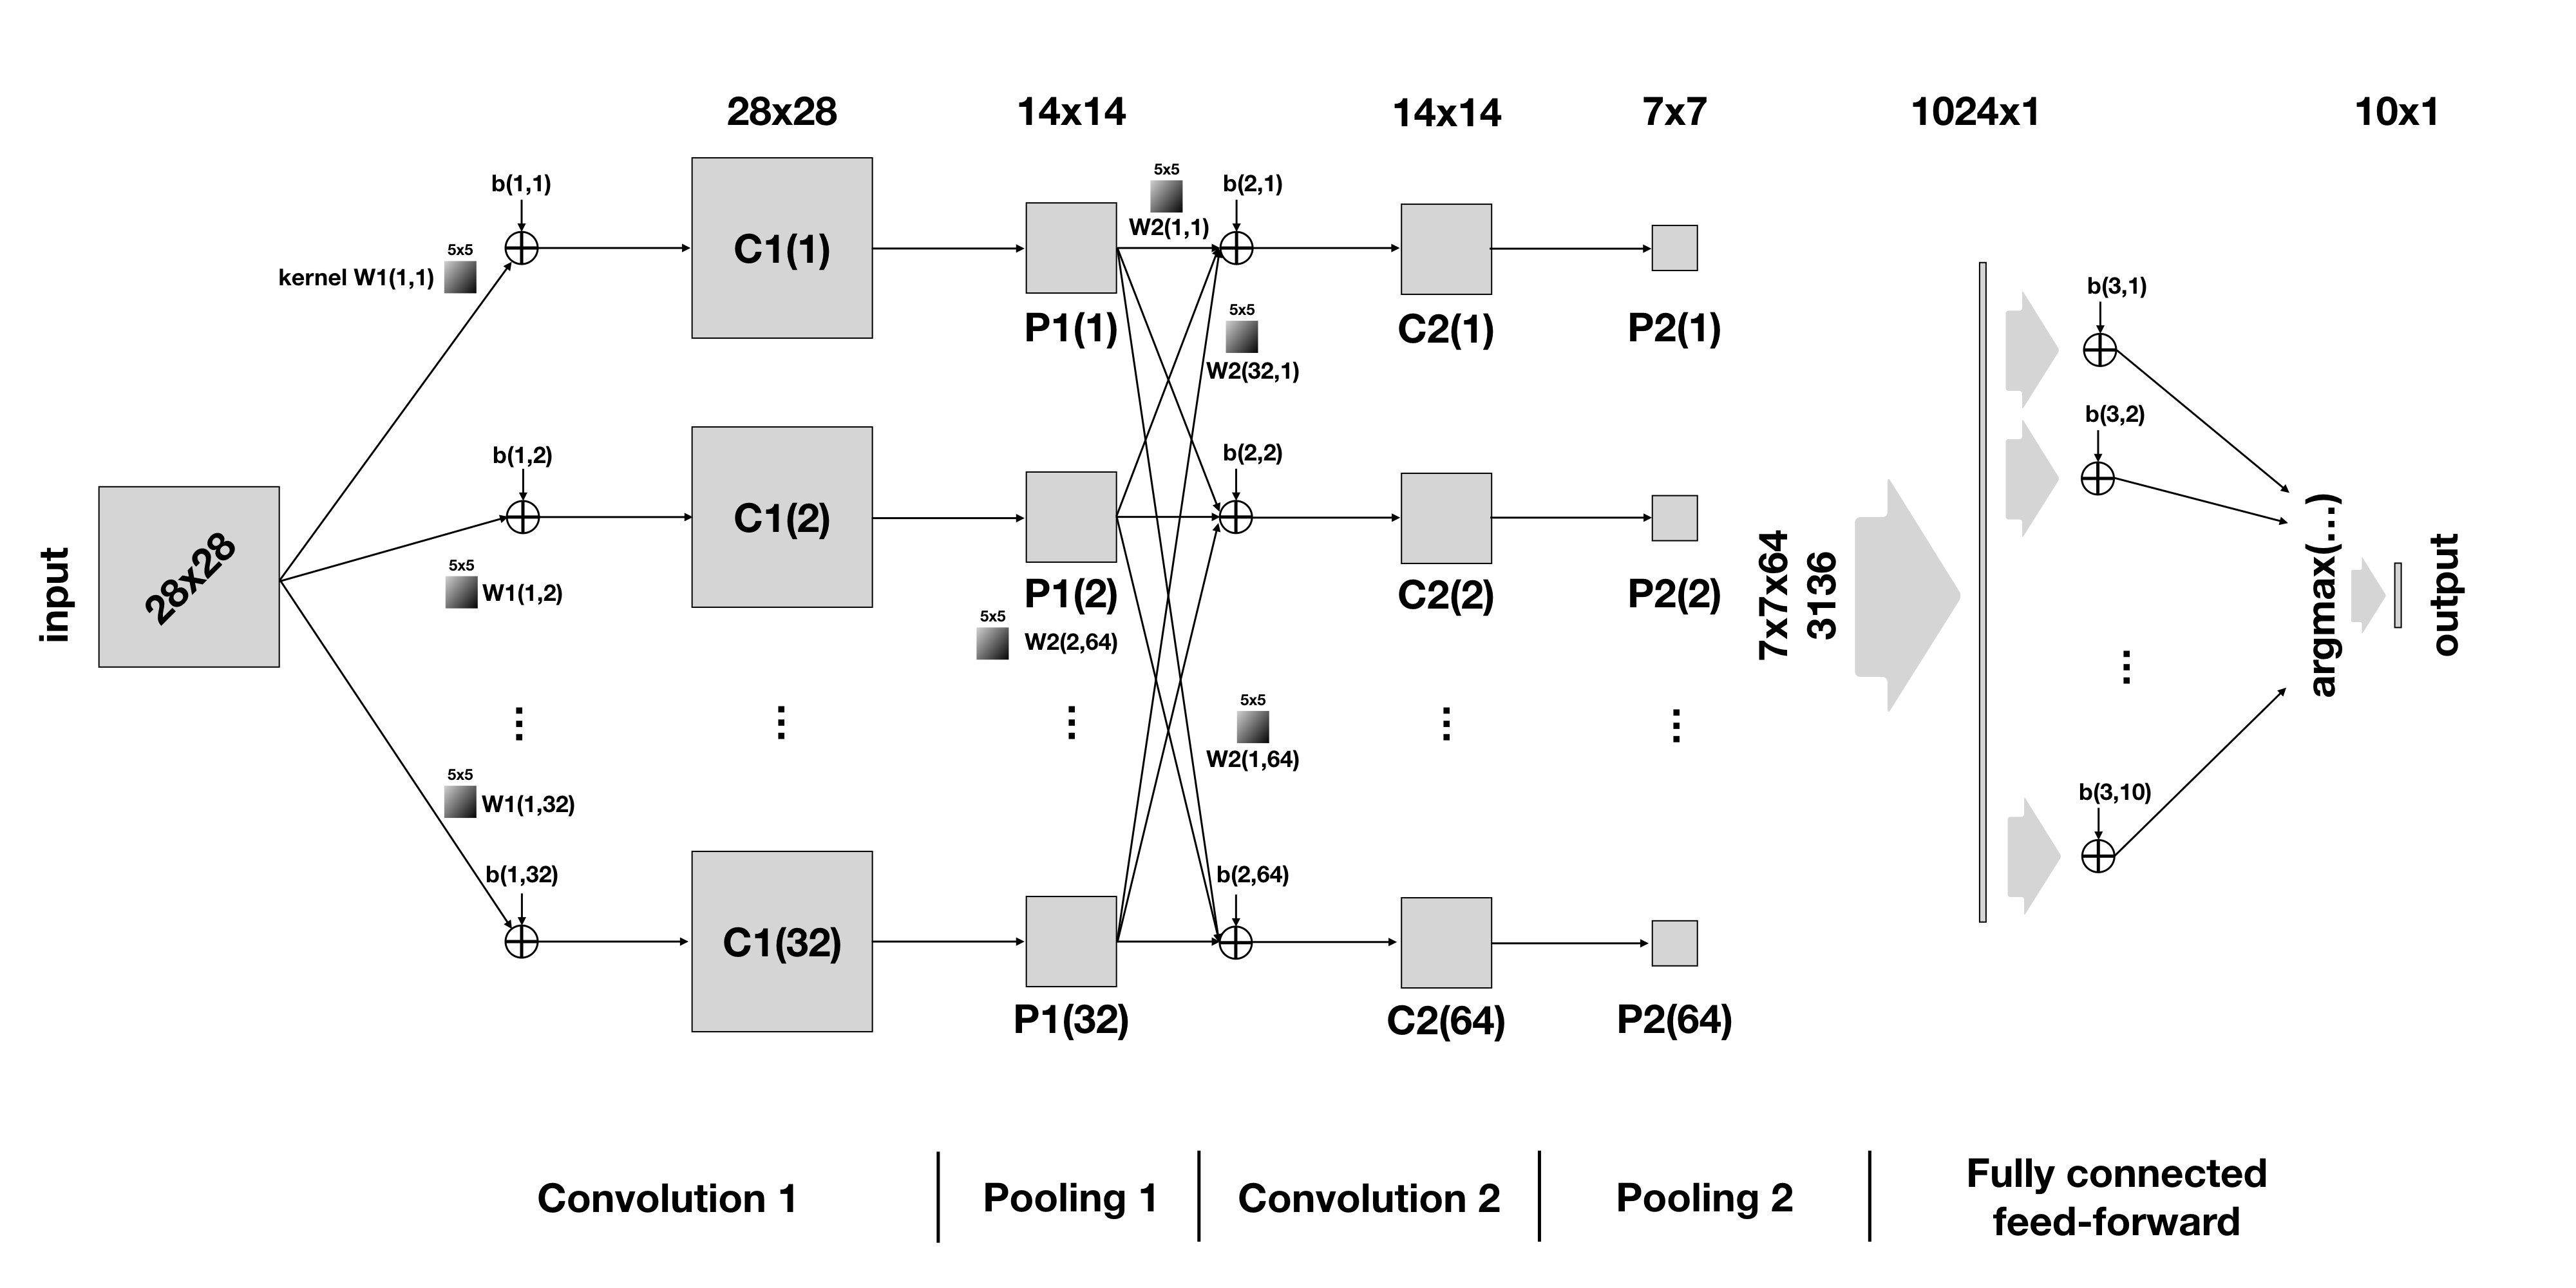 28x28
14x14
14x14
7x7
1024x1
10x1
b(1,1)
5x5
kernel W1(1,1)
C1(1)
P1(1)
5x5
W2(1,1)
b(2,1)
5x5
W2(32,1)
C2(1)
P2(1)
b(3,1)
b(3,2)
input
28x28
b(1,2)
5x5
W1(1,2)
C1(2)
P1(2)
5x5
W2(2,64)
b(2,2)
C2(2)
P2(2)
7x7x64
3136
argmax(...)
output
...
...
...
...
...
...
5x5
W1(1,32)
5x5
W2(1,64)
b(3,10)
b(1,32)
C1(32)
P1(32)
b(2,64)
C2(64)
P2(64)
Convolution 1
Pooling 1
Convolution 2
Pooling 2
Fully connected
feed-forward